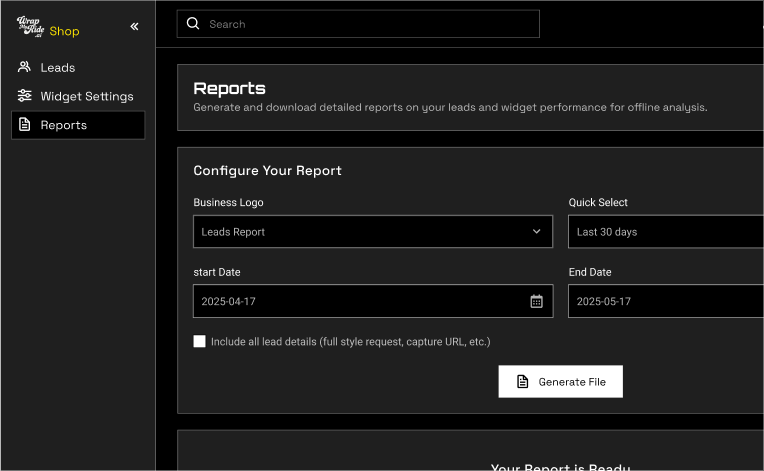 Wrap
My Ride
.ai
Shop
Search
Leads
Widget Settings
Reports
Reports
Generate and download detailed reports on your leads and widget performance for offline analysis.
Configure Your Report
Business Logo
Quick Select
Leads Report
Last 30 days
start Date
End Date
2025-04-17
2025-05-17
Include all lead details (full style request, capture URL, etc.)
Generate File
Your Report is Ready